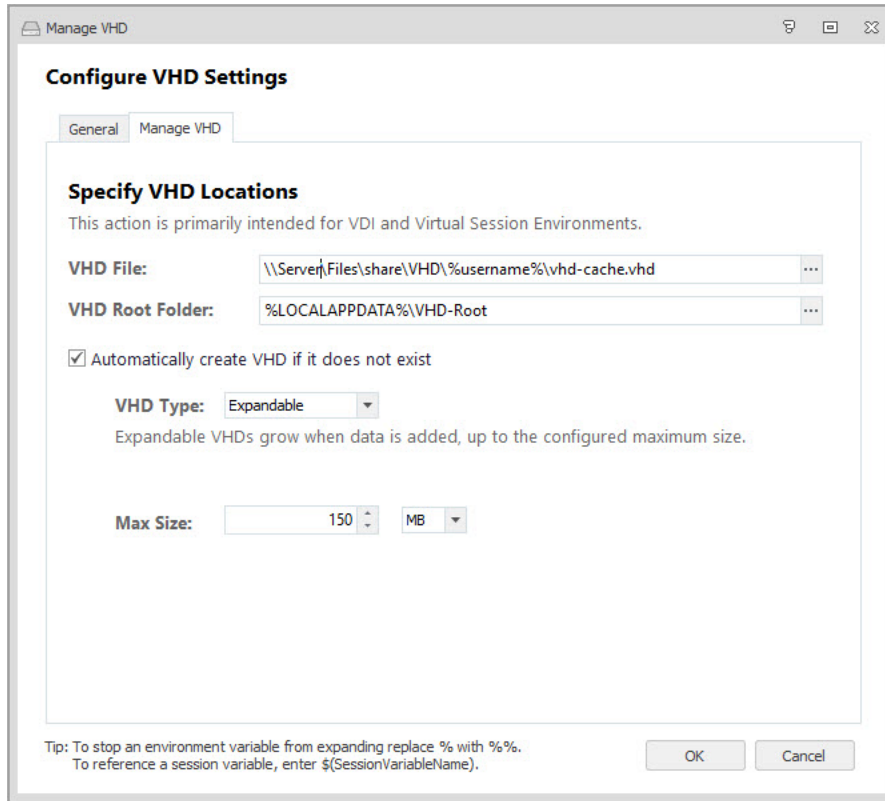 Manage VHD
Configure VHD Settings
General Manage VHD
Specify VHD Locations
This action is primarily intended for VDI and Virtual Session Environments.
VHD File: \\Server\Files\share\VHD\%username%\vhd-cache.vhd ...
VHD Root Folder: %LOCALAPPDATA%\VHD-Root ...
Automatically create VHD if it does not exist
VHD Type: Expandable
Expandable VHDs grow when data is added, up to the configured maximum size.
Max Size: 150 MB
Tip: To stop an environment variable from expanding replace % with %%.
To reference a session variable, enter $(SessionVariableName).
OK Cancel